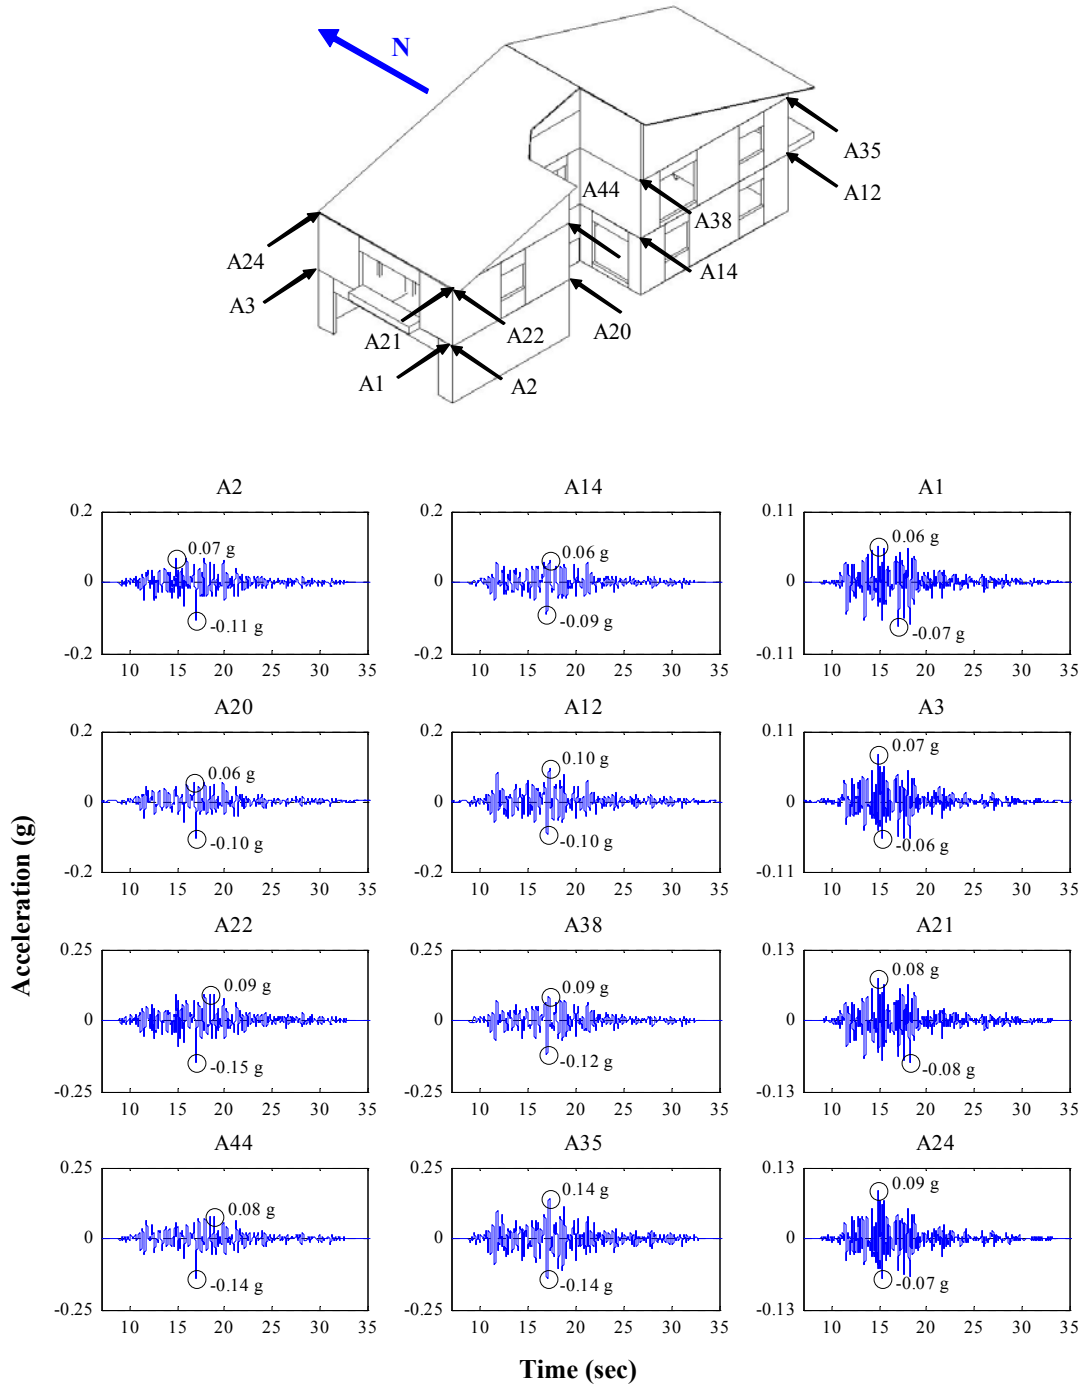 N
A35
A44
A12
A38
A24
A14
A3
A21
A22
A20
A1
A2
A2
A14
A1
0.2
0.07 g
0
-0.11 g
-0.2
10 15 20 25 30 35
0.2
0.06 g
0
-0.09 g
-0.2
10 15 20 25 30 35
0.11
0.06 g
0
-0.07 g
-0.11
10 15 20 25 30 35
A20
A12
A3
0.2
0.06 g
0
-0.10 g
-0.2
10 15 20 25 30 35
0.2
0.10 g
0
-0.10 g
-0.2
10 15 20 25 30 35
0.11
0.07 g
0
-0.06 g
-0.11
10 15 20 25 30 35
A22
A38
A21
0.25
0.09 g
0
-0.15 g
-0.25
10 15 20 25 30 35
0.25
0.09 g
0
-0.12 g
-0.25
10 15 20 25 30 35
0.13
0.08 g
0
-0.08 g
-0.13
10 15 20 25 30 35
A44
A35
A24
0.25
0.08 g
0
-0.14 g
-0.25
10 15 20 25 30 35
0.25
0.14 g
0
-0.14 g
-0.25
10 15 20 25 30 35
0.13
0.09 g
0
-0.07 g
-0.13
10 15 20 25 30 35
Acceleration (g)
Time (sec)